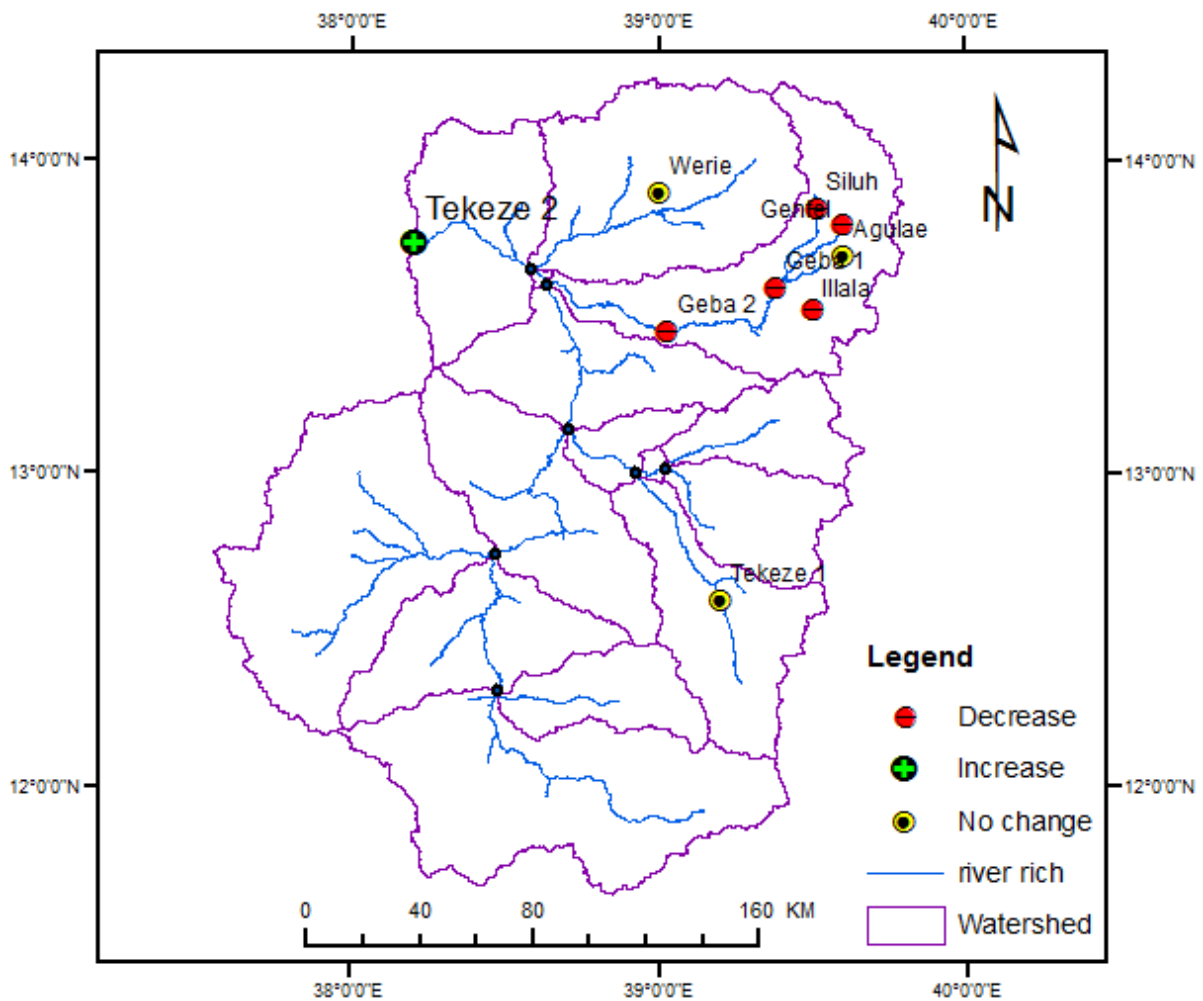 38°0'0"E 39°0'0"E 40°0'0"E
14°0'0"N 14°0'0"N
Werie
Siluh
Tekeze 2
Genfel
Agulae
Geba 1
Geba 2
Illala
13°0'0"N 13°0'0"N
Tekeze 1
Legend
Decrease
Increase
12°0'0"N 12°0'0"N
No change
river rich
Watershed
0 40 80 160 KM
38°0'0"E 39°0'0"E 40°0'0"E
N